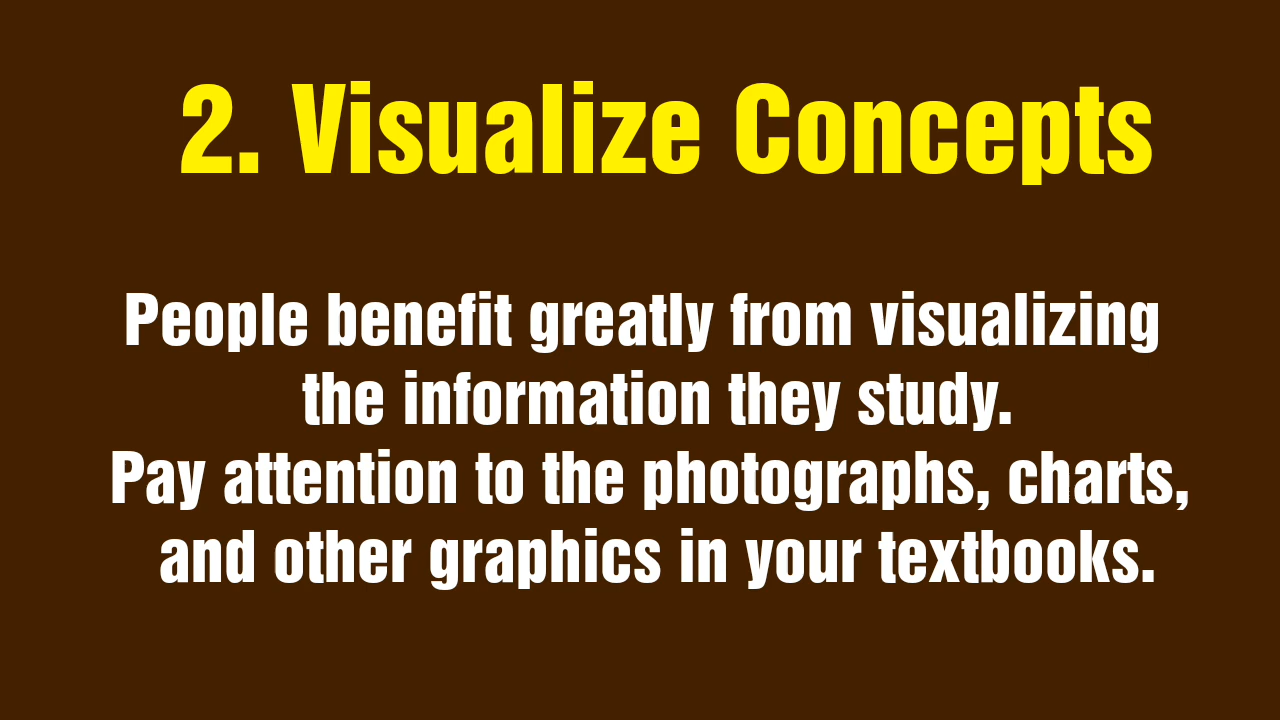 2. Visualize Concepts
People benefit greatly from visualizing
the information they study.
Pay attention to the photographs, charts,
and other graphics in your textbooks.